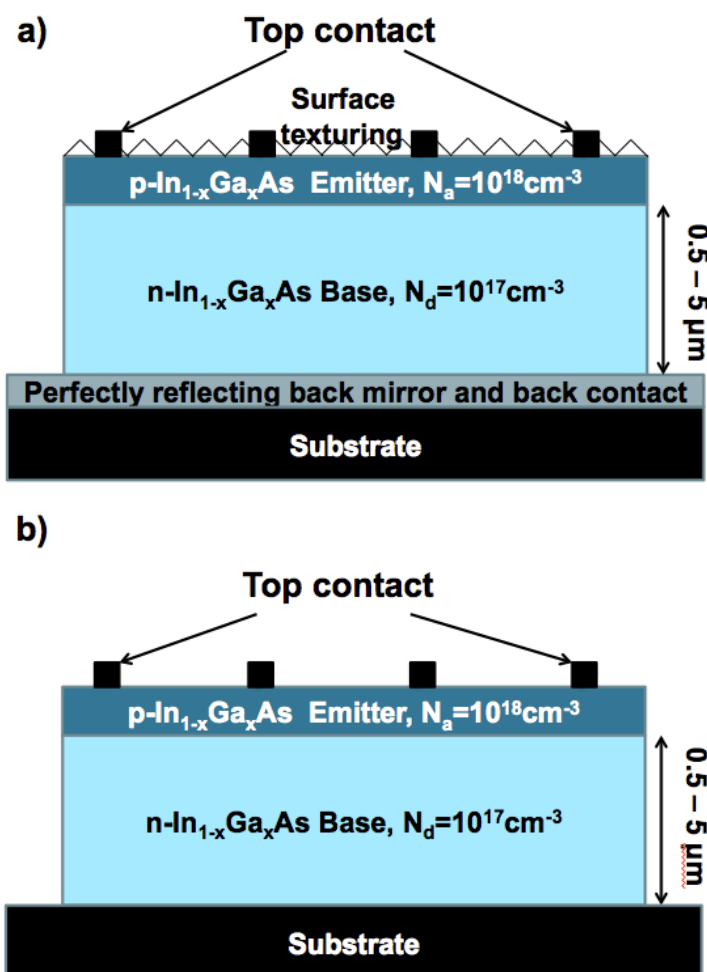 a)
Top contact
Surface
texturing
p-In₁₋ₓGaₓAs Emitter, Nₐ=10¹⁸cm⁻³
n-In₁₋ₓGaₓAs Base, N_d=10¹⁷cm⁻³
0.5 – 5 µm
Perfectly reflecting back mirror and back contact
Substrate
b)
Top contact
p-In₁₋ₓGaₓAs Emitter, Nₐ=10¹⁸cm⁻³
n-In₁₋ₓGaₓAs Base, N_d=10¹⁷cm⁻³
0.5 – 5 µm
Substrate